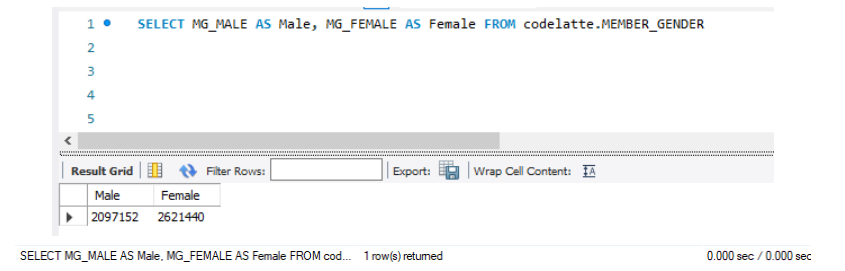 1 SELECT MG_MALE AS Male, MG_FEMALE AS Female FROM codelatte.MEMBER_GENDER
2
3
4
5
Result Grid Filter Rows: Export: Wrap Cell Content: IA
Male Female
2097152 2621440
SELECT MG_MALE AS Male, MG_FEMALE AS Female FROM cod... 1 row(s) returned 0.000 sec / 0.000 sec